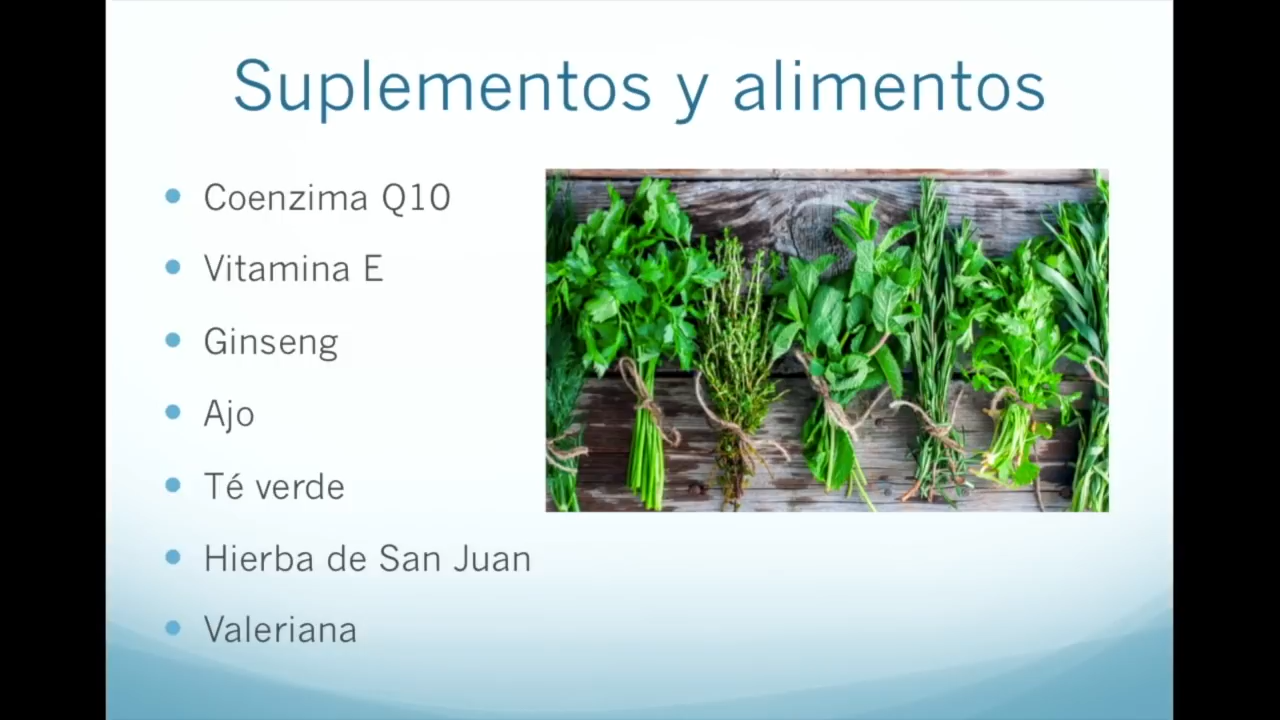 Suplementos y alimentos
Coenzima Q10
Vitamina E
Ginseng
Ajo
Té verde
Hierba de San Juan
Valeriana